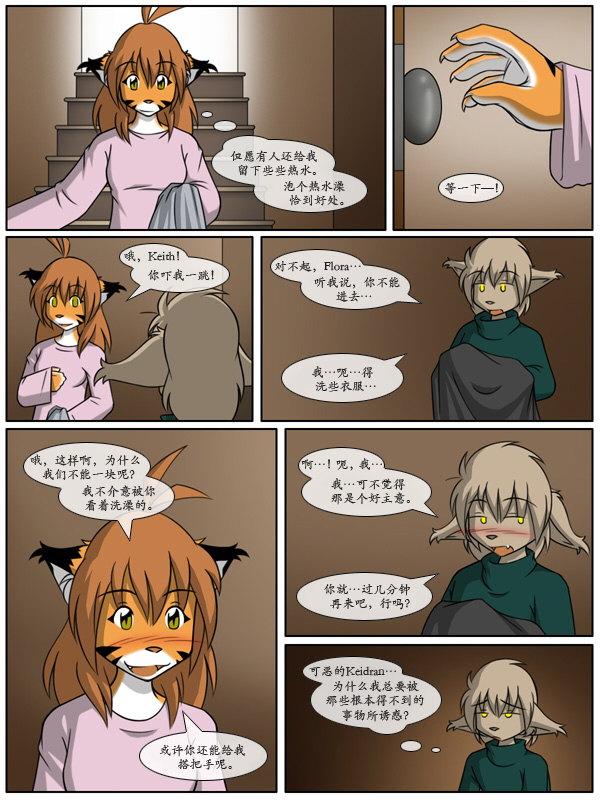 但愿有人还给我
留下些些热水。
泡个热水澡
恰到好处。
等一下—!
哦，Keith!
你吓我一跳!
对不起，Flora…
听我说，你不能
进去…
我…呃…得
洗些衣服…
哦，这样啊，为什么
我们不能一块呢?
我不介意被你
看着洗澡的。
或许你还能给我
搭把手呢。
啊…! 呃，我…
我…可不觉得
那是个好主意。
你就…过几分钟
再来吧，行吗?
可恶的Keidran…
为什么我总要被
那些根本得不到的
事物所诱惑?